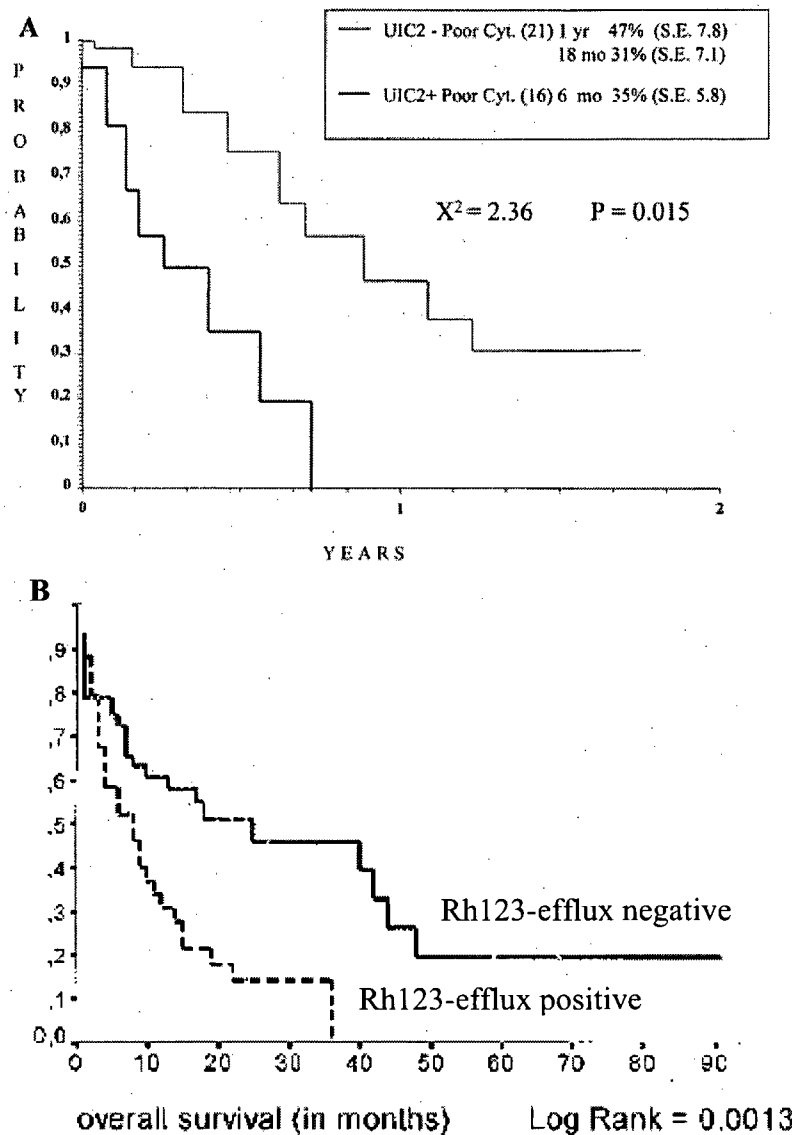 A
PROBABILITY
1
0,9
0,8
0,7
0,6
0,5
0,4
0,3
0,2
0,1
0
UIC2 - Poor Cyt. (21) 1 yr 47% (S.E. 7.8)
18 mo 31% (S.E. 7.1)
UIC2+ Poor Cyt. (16) 6 mo 35% (S.E. 5.8)
X² = 2.36 P = 0.015
0 1 2
YEARS
B
,9
,8
,7
,6
,5
,4
,3
,2
,1
0,0
Rh123-efflux negative
Rh123-efflux positive
0 10 20 30 40 50 60 70 80 90
overall survival (in months) Log Rank = 0.0013